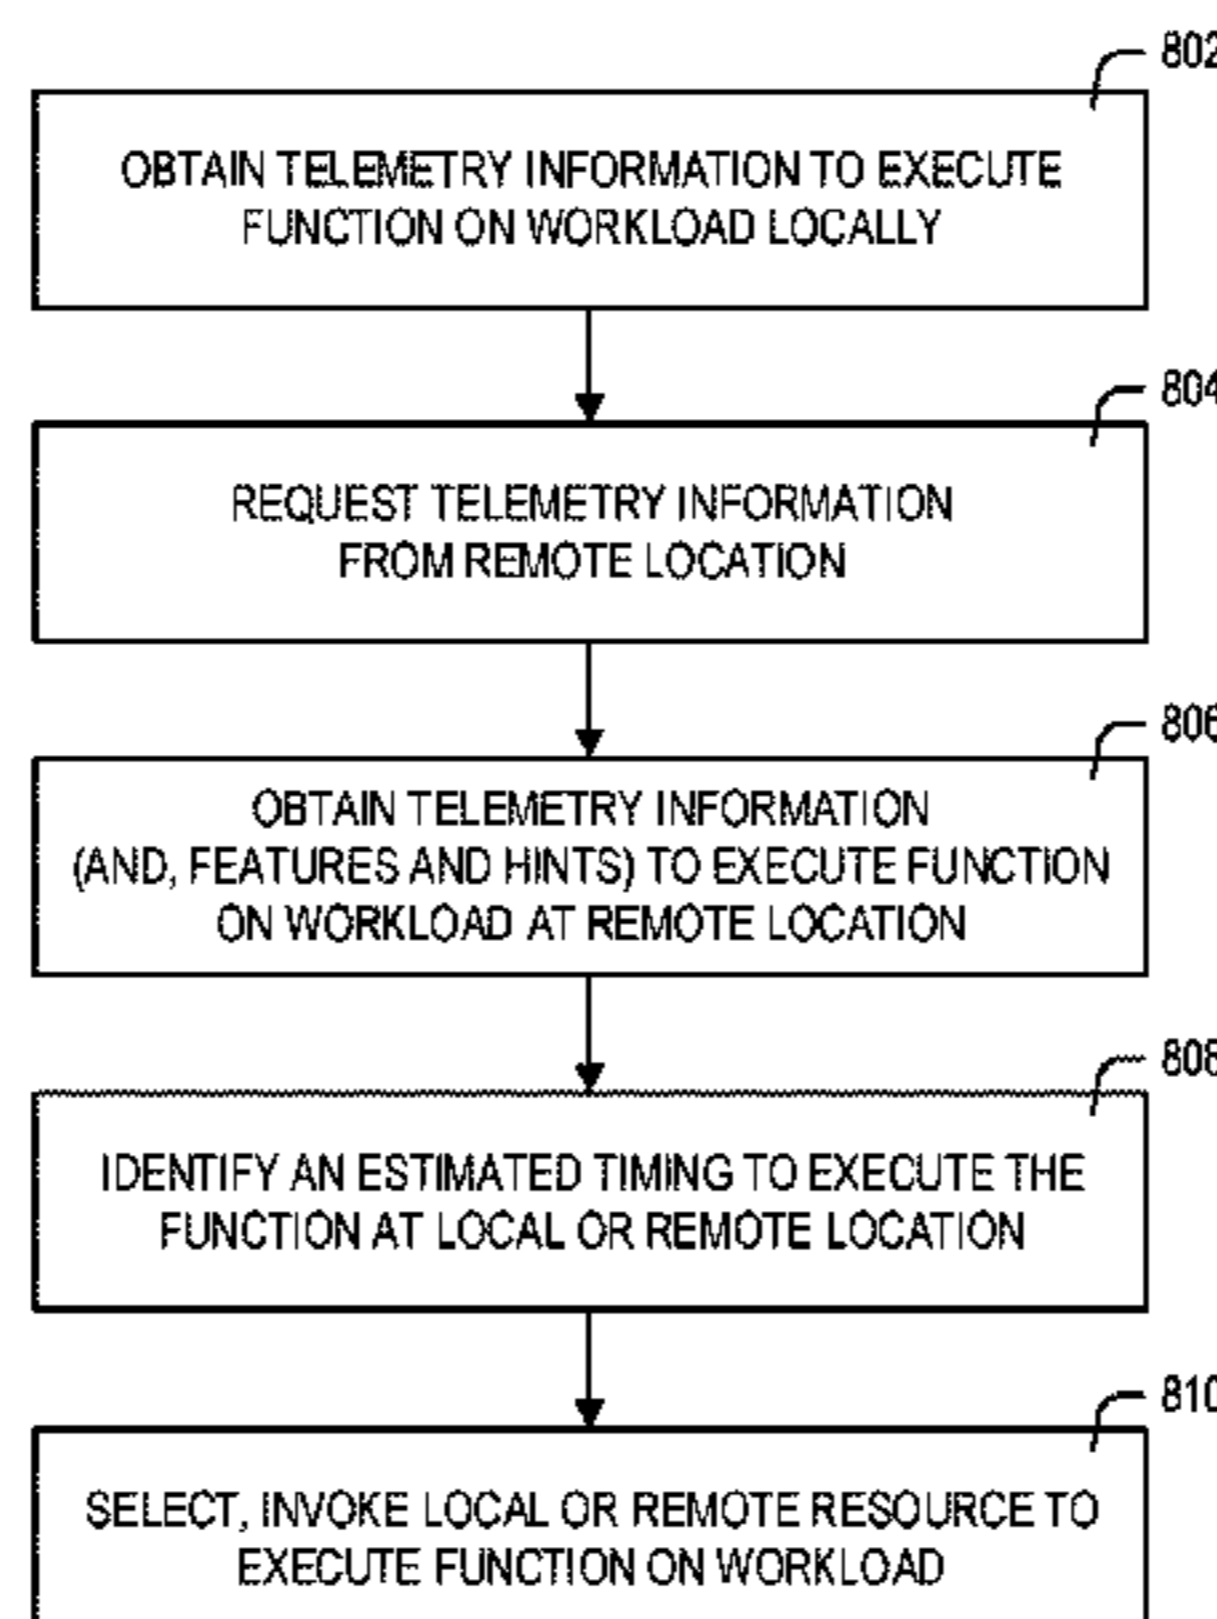 802
OBTAIN TELEMETRY INFORMATION TO EXECUTE
FUNCTION ON WORKLOAD LOCALLY
804
REQUEST TELEMETRY INFORMATION
FROM REMOTE LOCATION
806
OBTAIN TELEMETRY INFORMATION
(AND, FEATURES AND HINTS) TO EXECUTE FUNCTION
ON WORKLOAD AT REMOTE LOCATION
808
IDENTIFY AN ESTIMATED TIMING TO EXECUTE THE
FUNCTION AT LOCAL OR REMOTE LOCATION
810
SELECT, INVOKE LOCAL OR REMOTE RESOURCE TO
EXECUTE FUNCTION ON WORKLOAD